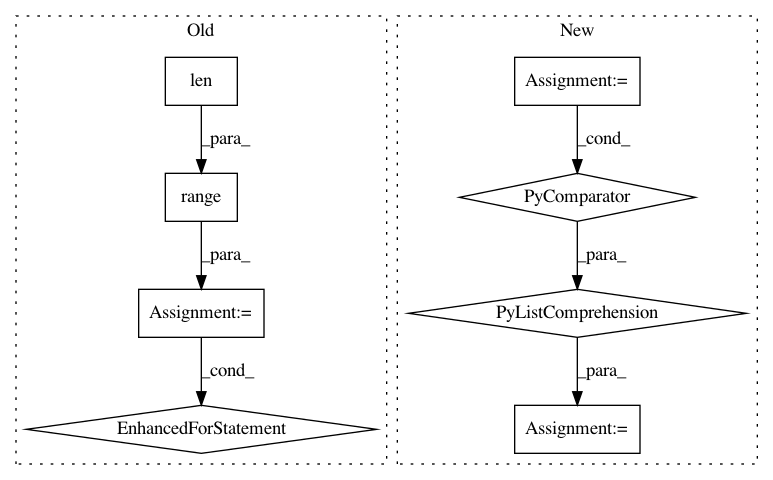 Old
len
_para_
range
_para_
Assignment:=
_cond_
EnhancedForStatement
New
Assignment:=
_cond_
PyComparator
_para_
PyListComprehension
_para_
Assignment:=